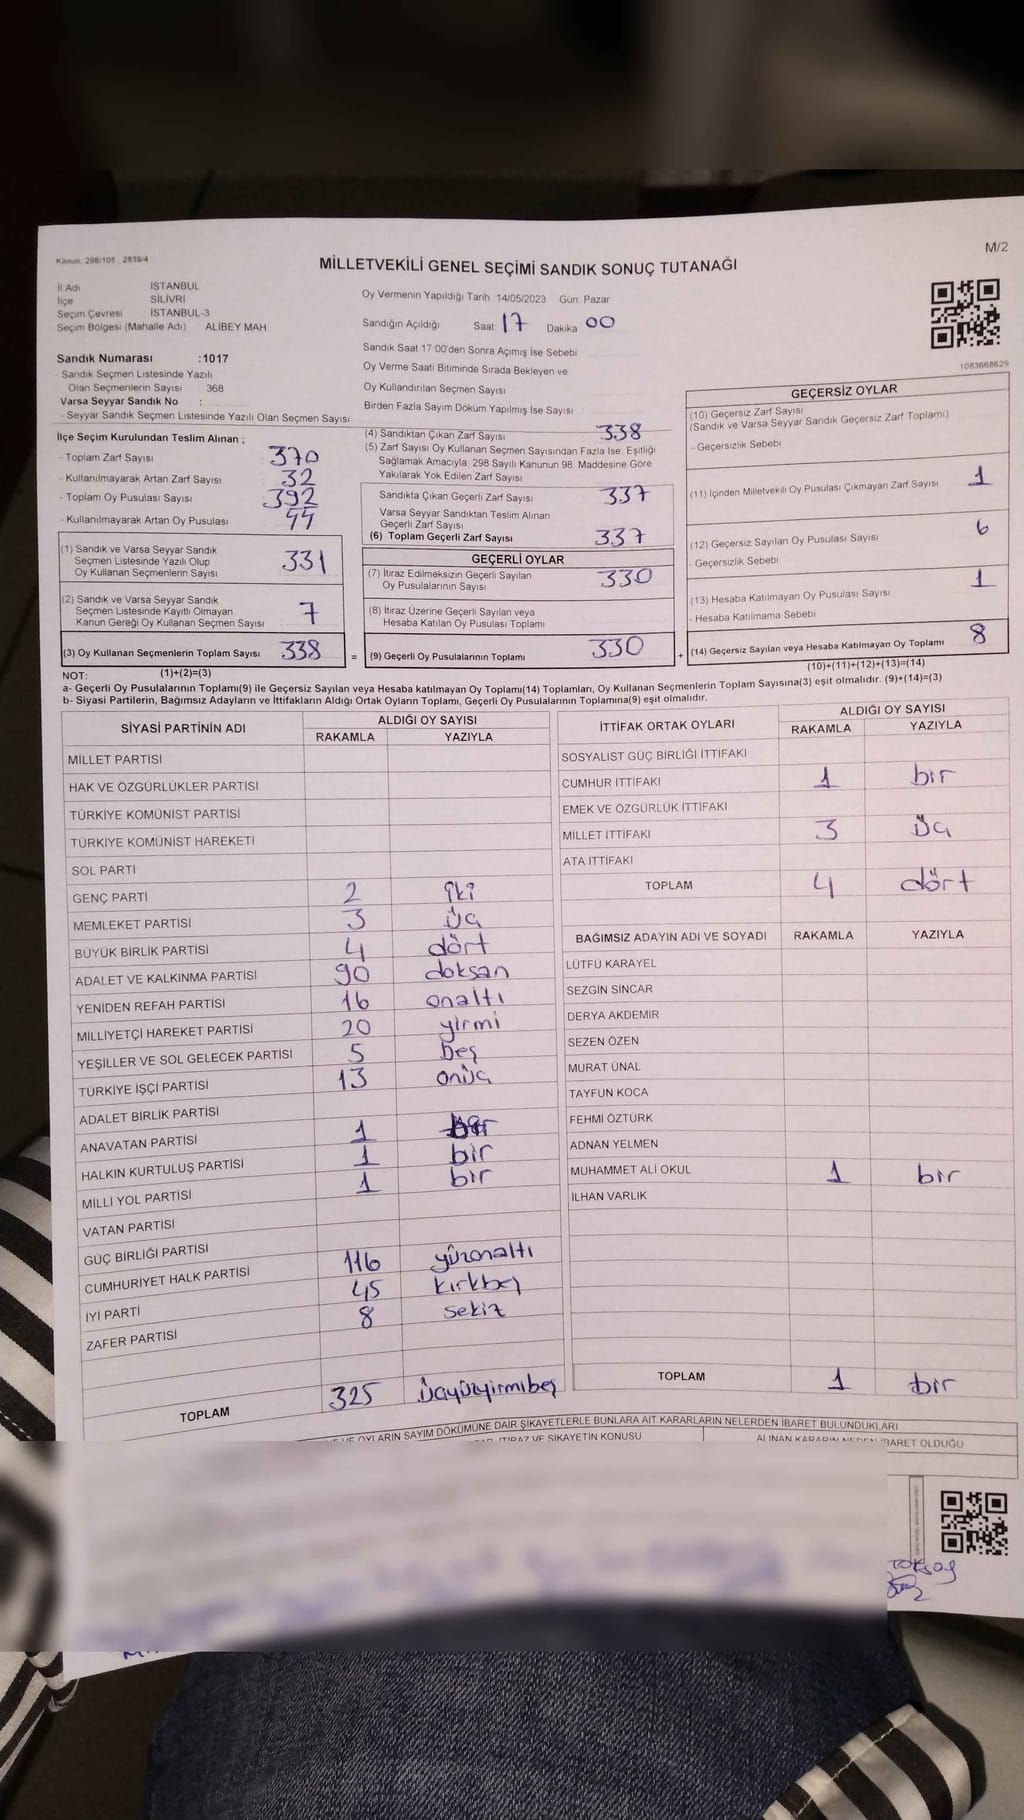 Kanun: 298/105 2839/4
M/2
MİLLETVEKİLİ GENEL SEÇİMİ SANDIK SONUÇ TUTANAĞI
İl Adı İSTANBUL
İlçe SİLİVRİ
Seçim Çevresi İSTANBUL-3
Seçim Bölgesi (Mahalle Adı) ALİBEY MAH
Sandık Numarası :1017
- Sandık Seçmen Listesinde Yazılı
Olan Seçmenlerin Sayısı 368
Varsa Seyyar Sandık No :
- Seyyar Sandık Seçmen Listesinde Yazılı Olan Seçmen Sayısı
Oy Vermenin Yapıldığı Tarih 14/05/2023 Gün: Pazar
Sandığın Açıldığı Saat 17 Dakika 00
Sandık Saat 17:00'den Sonra Açımış İse Sebebi
Oy Verme Saati Bitiminde Sırada Bekleyen ve
Oy Kullandırılan Seçmen Sayısı
Birden Fazla Sayım Döküm Yapılmış İse Sayısı
1083668629
İlçe Seçim Kurulundan Teslim Alınan ;
- Toplam Zarf Sayısı 370
- Kullanılmayarak Artan Zarf Sayısı 32
- Toplam Oy Pusulası Sayısı 392
- Kullanılmayarak Artan Oy Pusulası 44
(1) Sandık ve Varsa Seyyar Sandık
Seçmen Listesinde Yazılı Olup
Oy Kullanan Seçmenlerin Sayısı 331
(2) Sandık ve Varsa Seyyar Sandık
Seçmen Listesinde Kayıtlı Olmayan
Kanun Gereği Oy Kullanan Seçmen Sayısı 7
(3) Oy Kullanan Seçmenlerin Toplam Sayısı 338
(4) Sandıktan Çıkan Zarf Sayısı 338
(5) Zarf Sayısı Oy Kullanan Seçmen Sayısından Fazla İse, Eşitliği
Sağlamak Amacıyla, 298 Sayılı Kanunun 98. Maddesine Göre
Yakılarak Yok Edilen Zarf Sayısı
Sandıkta Çıkan Geçerli Zarf Sayısı 337
Varsa Seyyar Sandıktan Teslim Alınan
Geçerli Zarf Sayısı
(6) Toplam Geçerli Zarf Sayısı 337
GEÇERLİ OYLAR
(7) İtiraz Edilmeksizin Geçerli Sayılan
Oy Pusulalarının Sayısı 330
(8) İtiraz Üzerine Geçerli Sayılan veya
Hesaba Katılan Oy Pusulası Toplamı
= (9) Geçerli Oy Pusulalarının Toplamı 330
GEÇERSİZ OYLAR
(10) Geçersiz Zarf Sayısı
(Sandık ve Varsa Seyyar Sandık Geçersiz Zarf Toplamı)
- Geçersizlik Sebebi
(11) İçinden Milletvekili Oy Pusulası Çıkmayan Zarf Sayısı 1
(12) Geçersiz Sayılan Oy Pusulası Sayısı 6
- Geçersizlik Sebebi
(13) Hesaba Katılmayan Oy Pusulası Sayısı 1
- Hesaba Katılmama Sebebi
+ (14) Geçersiz Sayılan veya Hesaba Katılmayan Oy Toplamı 8
NOT: (1)+(2)=(3)
(10)+(11)+(12)+(13)=(14)
a- Geçerli Oy Pusulalarının Toplamı(9) ile Geçersiz Sayılan veya Hesaba katılmayan Oy Toplamı(14) Toplamları, Oy Kullanan Seçmenlerin Toplam Sayısına(3) eşit olmalıdır. (9)+(14)=(3)
b- Siyasi Partilerin, Bağımsız Adayların ve İttifakların Aldığı Ortak Oyların Toplamı, Geçerli Oy Pusulalarının Toplamına(9) eşit olmalıdır.
SİYASİ PARTİNİN ADI ALDIĞI OY SAYISI
RAKAMLA YAZIYLA
MİLLET PARTİSİ
HAK VE ÖZGÜRLÜKLER PARTİSİ
TÜRKİYE KOMÜNİST PARTİSİ
TÜRKİYE KOMÜNİST HAREKETİ
SOL PARTİ
GENÇ PARTİ 2 iki
MEMLEKET PARTİSİ 3 üç
BÜYÜK BİRLİK PARTİSİ 4 dört
ADALET VE KALKINMA PARTİSİ 90 doksan
YENİDEN REFAH PARTİSİ 16 onaltı
MİLLİYETÇİ HAREKET PARTİSİ 20 yirmi
YEŞİLLER VE SOL GELECEK PARTİSİ 5 beş
TÜRKİYE İŞÇİ PARTİSİ 13 onüç
ADALET BİRLİK PARTİSİ
ANAVATAN PARTİSİ 1 bir
HALKIN KURTULUŞ PARTİSİ 1 bir
MİLLİ YOL PARTİSİ 1 bir
VATAN PARTİSİ
GÜÇ BİRLİĞİ PARTİSİ
CUMHURİYET HALK PARTİSİ 116 yüzonaltı
İYİ PARTİ 45 kırkbeş
ZAFER PARTİSİ 8 sekiz
TOPLAM 325 üçyüzyirmibeş
İTTİFAK ORTAK OYLARI ALDIĞI OY SAYISI
RAKAMLA YAZIYLA
SOSYALİST GÜÇ BİRLİĞİ İTTİFAKI
CUMHUR İTTİFAKI 1 bir
EMEK VE ÖZGÜRLÜK İTTİFAKI
MİLLET İTTİFAKI 3 üç
ATA İTTİFAKI
TOPLAM 4 dört
BAĞIMSIZ ADAYIN ADI VE SOYADI RAKAMLA YAZIYLA
LÜTFÜ KARAYEL
SEZGİN SİNCAR
DERYA AKDEMİR
SEZEN ÖZEN
MURAT ÜNAL
TAYFUN KOCA
FEHMİ ÖZTÜRK
ADNAN YELMEN
MUHAMMET ALİ OKUL 1 bir
İLHAN VARLIK
TOPLAM 1 bir
VE OYLARIN SAYIM DÖKÜMÜNE DAİR ŞİKAYETLERLE BUNLARA AİT KARARLARIN NELERDEN İBARET BULUNDUKLARI
İTİRAZ VE ŞİKAYETİN KONUSU
ALINAN KARARIN NEDEN İBARET OLDUĞU